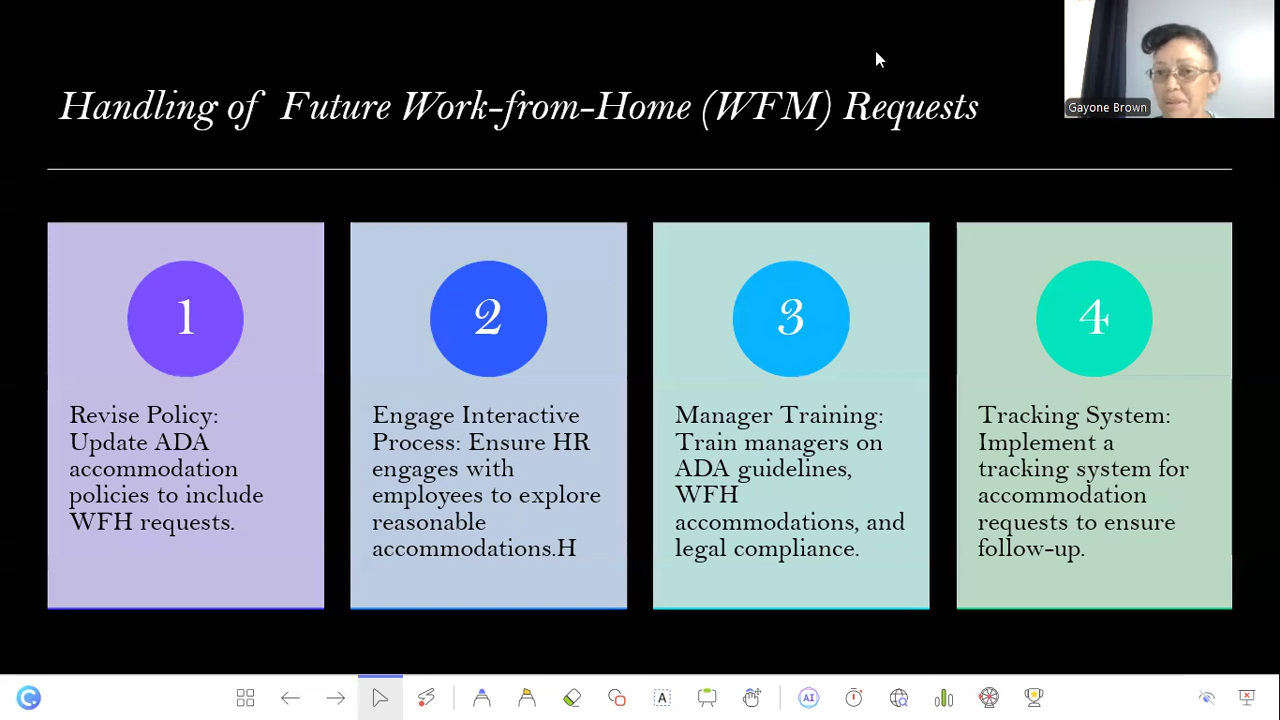 Handling of Future Work-from-Home (WFM) Requests
Gayone Brown
1
Revise Policy:
Update ADA
accommodation
policies to include
WFH requests.
2
Engage Interactive
Process: Ensure HR
engages with
employees to explore
reasonable
accommodations.H
3
Manager Training:
Train managers on
ADA guidelines,
WFH
accommodations, and
legal compliance.
4
Tracking System:
Implement a
tracking system for
accommodation
requests to ensure
follow-up.
A
AI